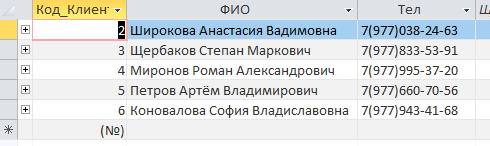 Код_Клиен ФИО Тел
2 Широкова Анастасия Вадимовна 7(977)038-24-63
3 Щербаков Степан Маркович 7(977)833-53-91
4 Миронов Роман Александрович 7(977)995-37-20
5 Петров Артём Владимирович 7(977)660-70-56
6 Коновалова София Владиславовна 7(977)943-41-68
(№)